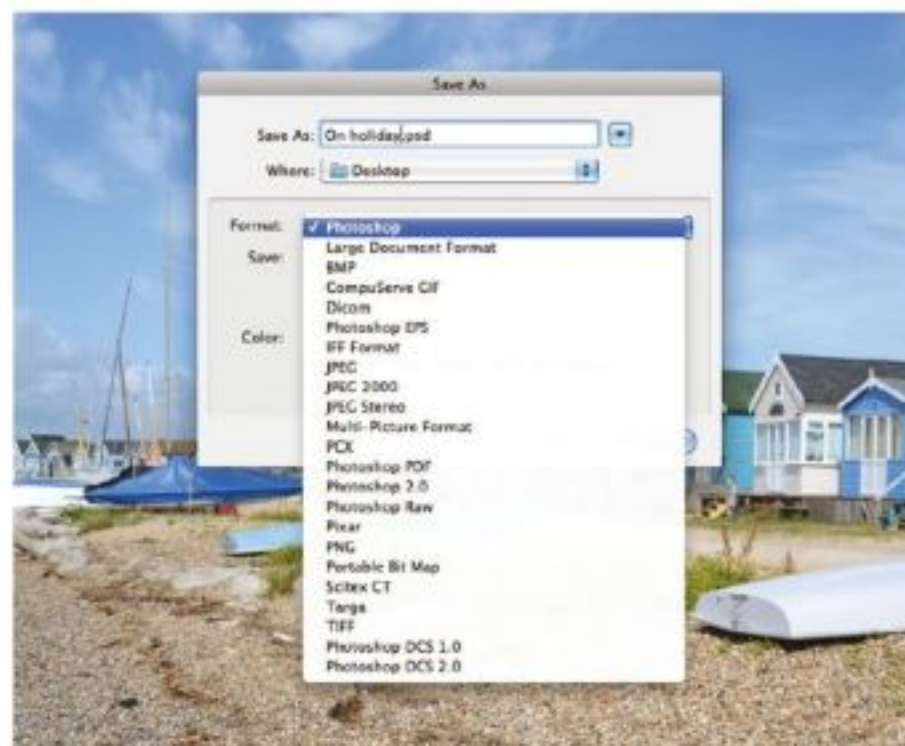 Save As
Save As: On holiday.psd
Where: Desktop
Format: ✓ Photoshop
Save: Large Document Format
BMP
CompuServe GIF
Dicom
Photoshop EPS
Color: IFF Format
JPEG
JPEG 2000
JPEG Stereo
Multi-Picture Format
PCX
Photoshop PDF
Photoshop 2.0
Photoshop Raw
Pixar
PNG
Portable Bit Map
Scitex CT
Targa
TIFF
Photoshop DCS 1.0
Photoshop DCS 2.0